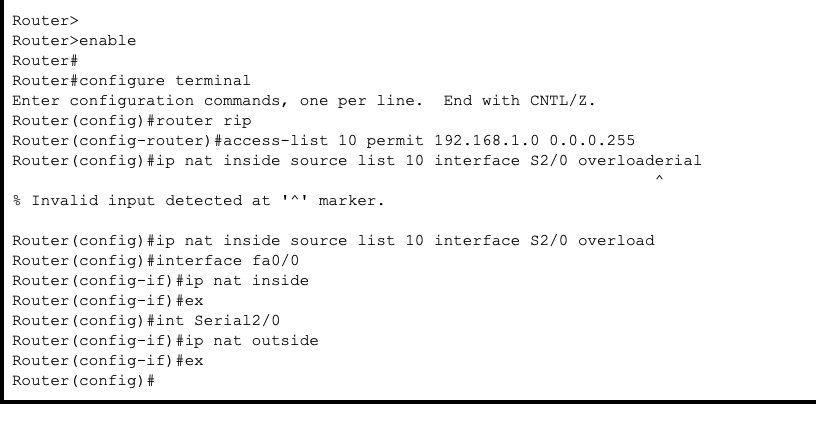 Router>
Router>enable
Router#
Router#configure terminal
Enter configuration commands, one per line.  End with CNTL/Z.
Router(config)#router rip
Router(config-router)#access-list 10 permit 192.168.1.0 0.0.0.255
Router(config)#ip nat inside source list 10 interface S2/0 overloaderial
^
% Invalid input detected at '^' marker.
Router(config)#ip nat inside source list 10 interface S2/0 overload
Router(config)#interface fa0/0
Router(config-if)#ip nat inside
Router(config-if)#ex
Router(config)#int Serial2/0
Router(config-if)#ip nat outside
Router(config-if)#ex
Router(config)#